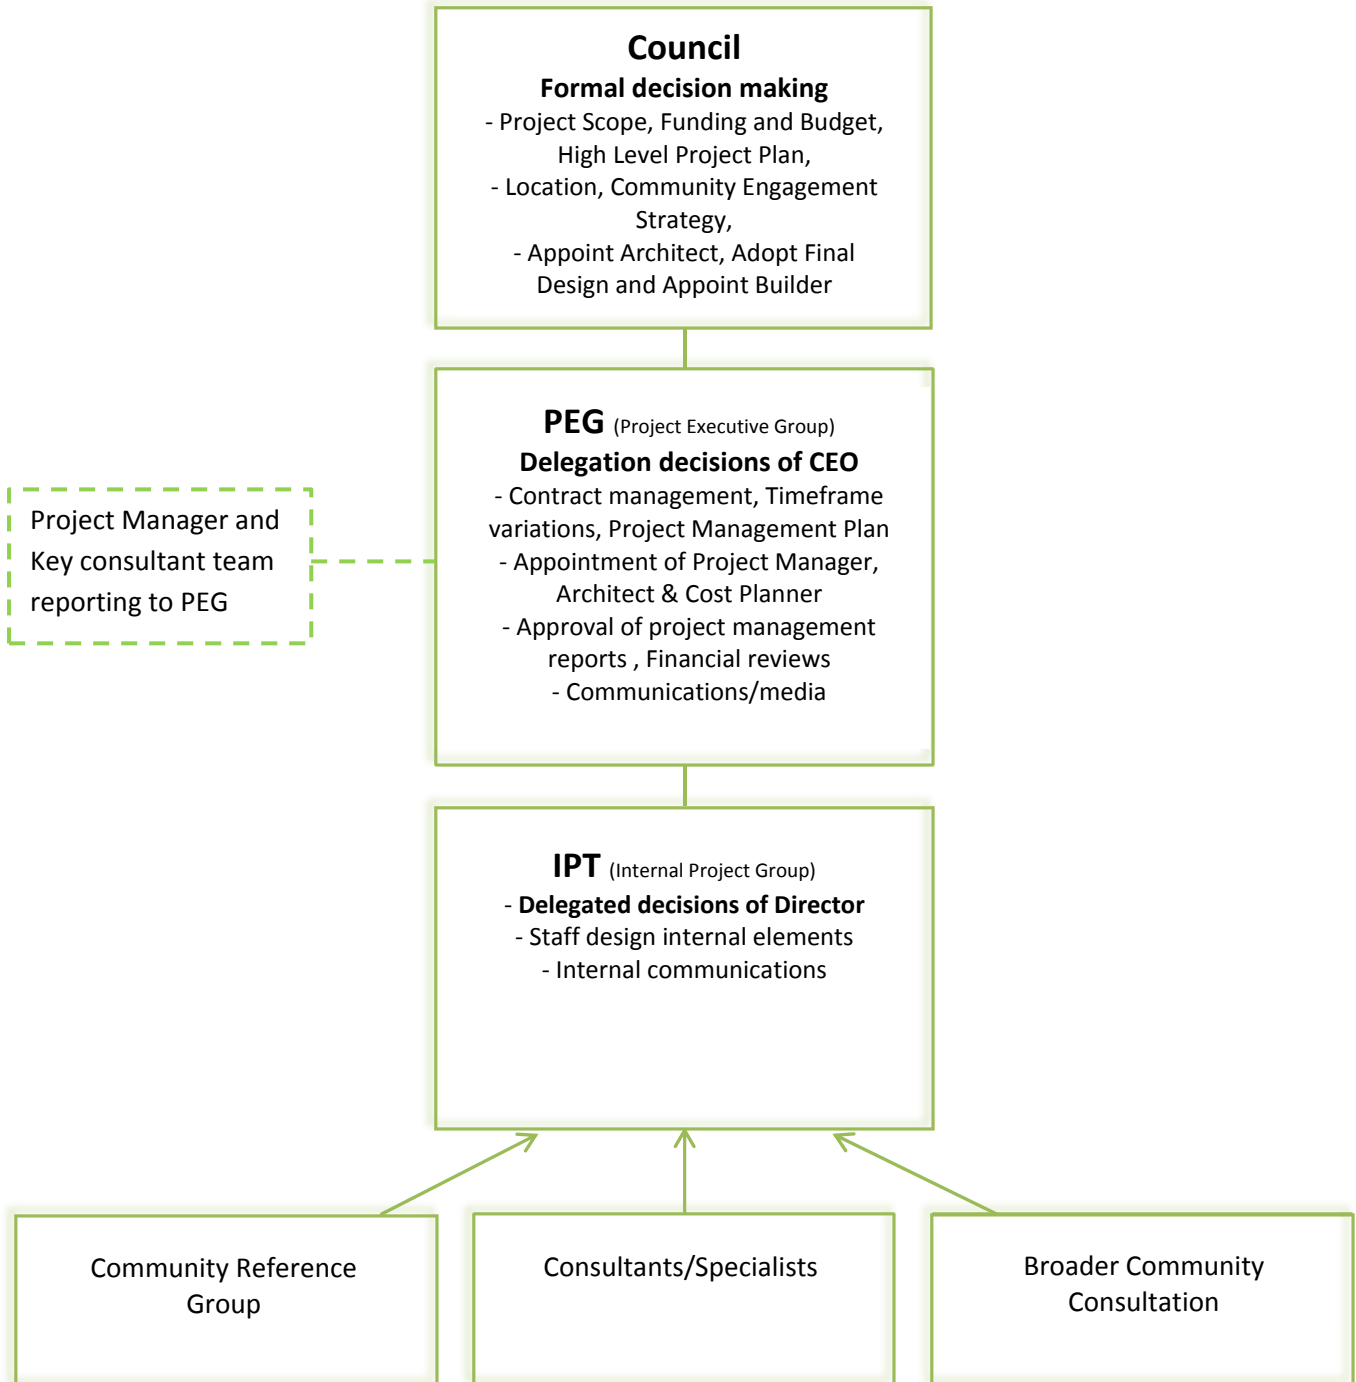 Council
Formal decision making
- Project Scope, Funding and Budget,
High Level Project Plan,
- Location, Community Engagement
Strategy,
- Appoint Architect, Adopt Final
Design and Appoint Builder
PEG (Project Executive Group)
Delegation decisions of CEO
- Contract management, Timeframe
variations, Project Management Plan
- Appointment of Project Manager,
Architect & Cost Planner
- Approval of project management
reports , Financial reviews
- Communications/media
Project Manager and
Key consultant team
reporting to PEG
IPT (Internal Project Group)
- Delegated decisions of Director
- Staff design internal elements
- Internal communications
Community Reference
Group
Consultants/Specialists
Broader Community
Consultation